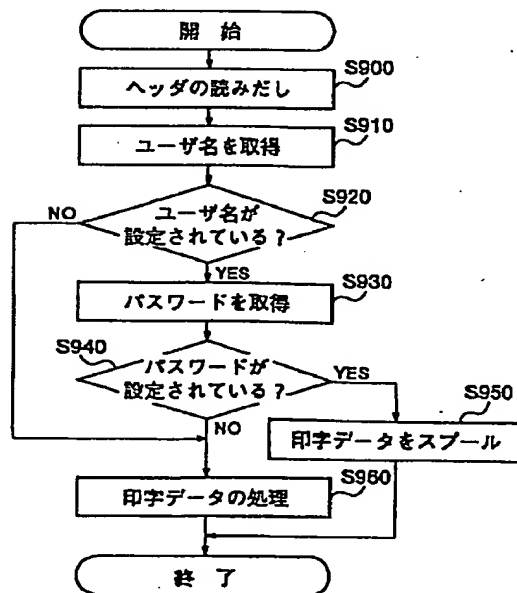 開 始
S900
ヘッダの読みだし
S910
ユーザ名を取得
S920
NO
ユーザ名が
設定されている？
YES
S930
パスワードを取得
S940
パスワードが
設定されている？
YES
NO
S950
印字データをスプール
S960
印字データの処理
終 了